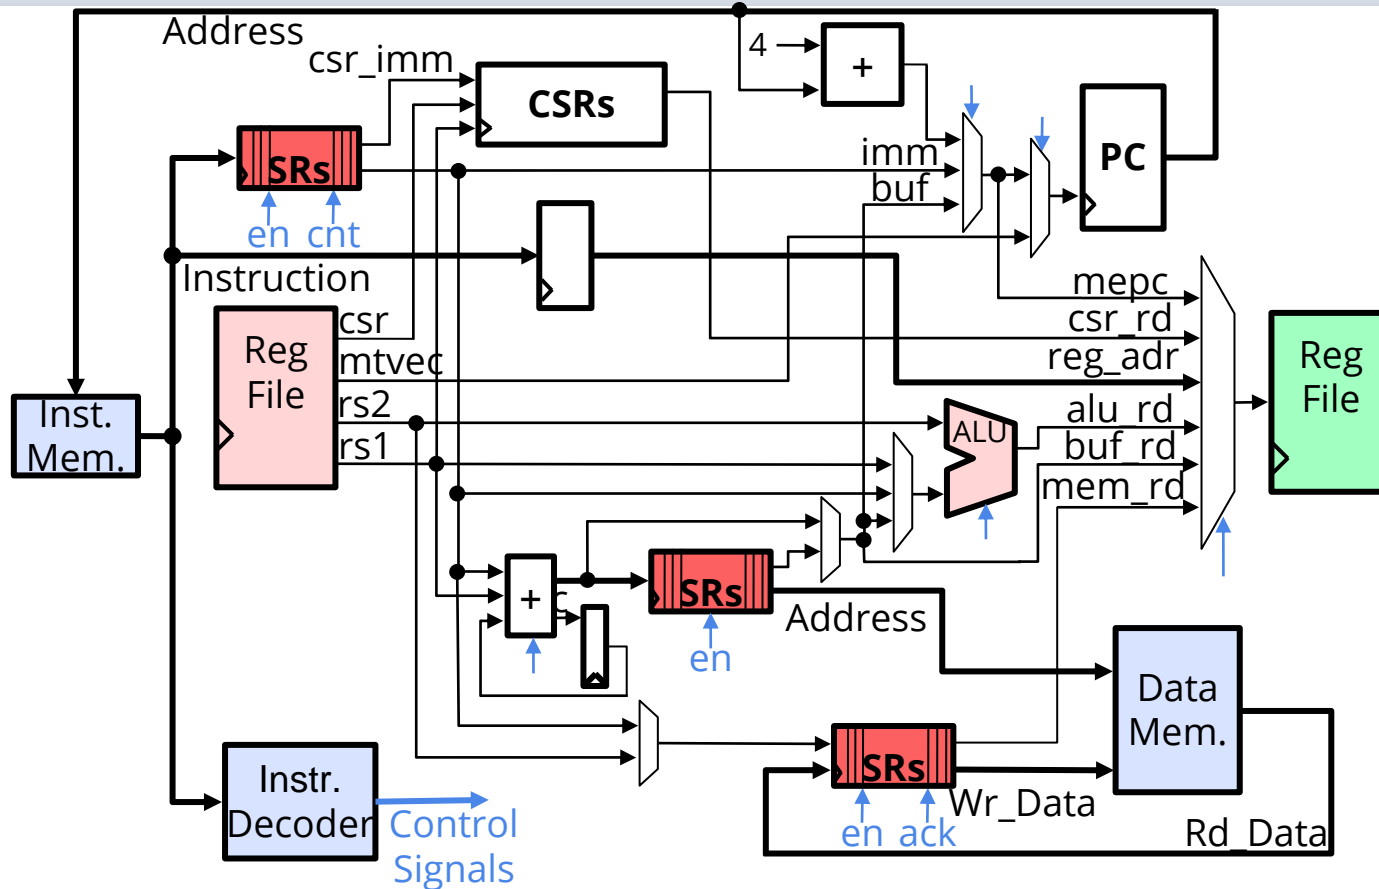 Address
4
+
csr_imm
CSRs
SRs
imm
buf
PC
en cnt
Instruction
mepc
csr
csr_rd
Reg
File
mtvec
reg_adr
Reg
File
rs2
alu_rd
ALU
Inst.
Mem.
rs1
buf_rd
mem_rd
+
c
SRs
Address
en
Data
Mem.
Instr.
Decoder
SRs
Wr_Data
Control
Signals
en ack
Rd_Data